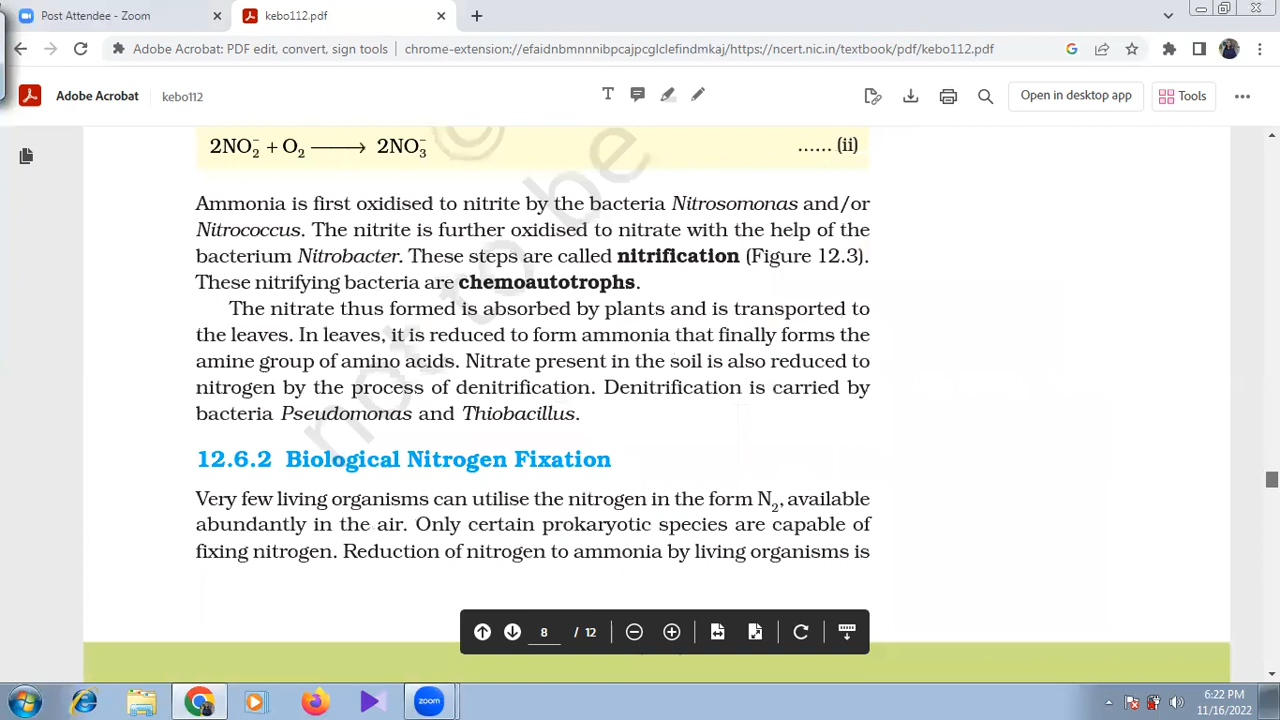 Post Attendee - Zoom
kebo112.pdf
Adobe Acrobat: PDF edit, convert, sign tools | chrome-extension://efaidnbmnnnibpcajpcglclefindmkaj/https://ncert.nic.in/textbook/pdf/kebo112.pdf
Adobe Acrobat kebo112 Open in desktop app Tools
2NO₂⁻ + O₂ ⟶ 2NO₃⁻ ...... (ii)
Ammonia is first oxidised to nitrite by the bacteria Nitrosomonas and/or
Nitrococcus. The nitrite is further oxidised to nitrate with the help of the
bacterium Nitrobacter. These steps are called nitrification (Figure 12.3).
These nitrifying bacteria are chemoautotrophs.
The nitrate thus formed is absorbed by plants and is transported to
the leaves. In leaves, it is reduced to form ammonia that finally forms the
amine group of amino acids. Nitrate present in the soil is also reduced to
nitrogen by the process of denitrification. Denitrification is carried by
bacteria Pseudomonas and Thiobacillus.
12.6.2 Biological Nitrogen Fixation
Very few living organisms can utilise the nitrogen in the form N₂, available
abundantly in the air. Only certain prokaryotic species are capable of
fixing nitrogen. Reduction of nitrogen to ammonia by living organisms is
© not to be
8 / 12
zoom
6:22 PM
11/16/2022